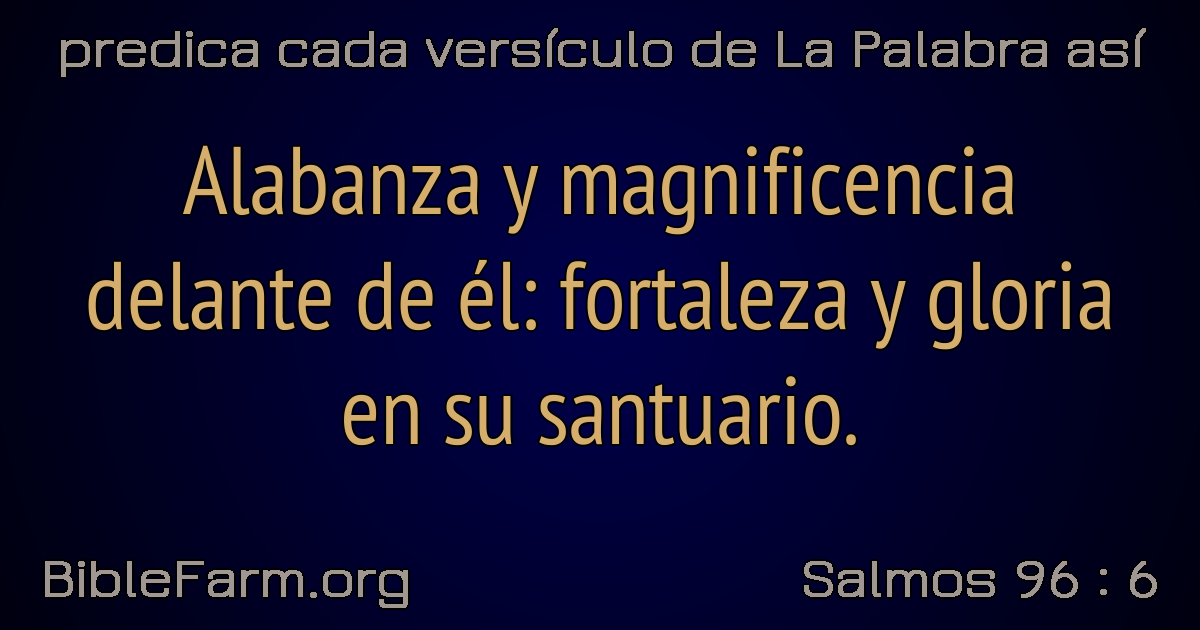 predica cada versículo de La Palabra así
Alabanza y magnificencia
delante de él: fortaleza y gloria
en su santuario.
BibleFarm.org
Salmos 96 : 6